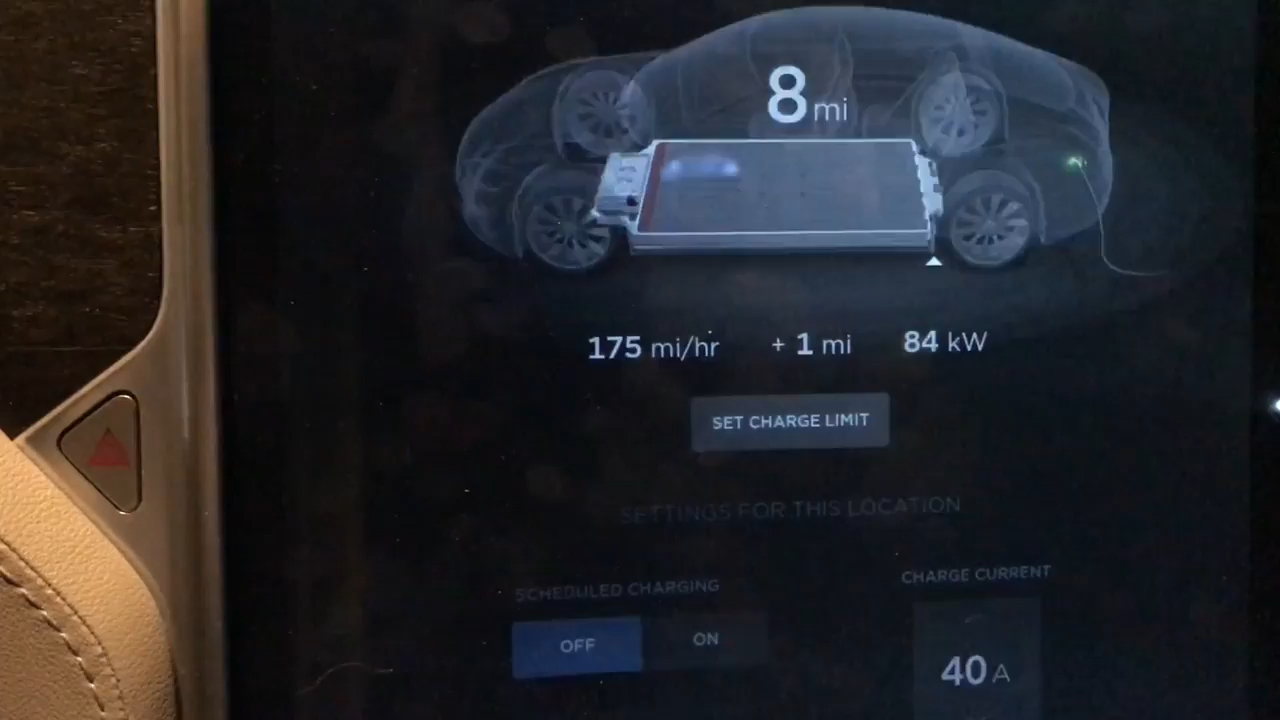 8 mi
175 mi/hr + 1 mi 84 kW
SET CHARGE LIMIT
SETTINGS FOR THIS LOCATION
SCHEDULED CHARGING
OFF ON
CHARGE CURRENT
40 A